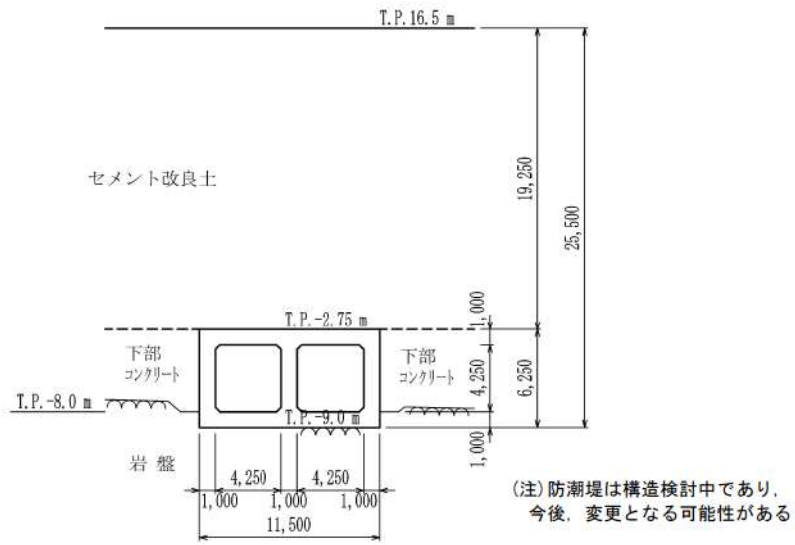 T.P.16.5 m
セメント改良土
19,250
25,500
T.P.-2.75 m
1,000
下部
コンクリート
下部
コンクリート
4,250
6,250
T.P.-8.0 m
T.P.-9.0 m
1,000
岩 盤
4,250
4,250
1,000
1,000
1,000
11,500
(注)防潮堤は構造検討中であり，
今後，変更となる可能性がある